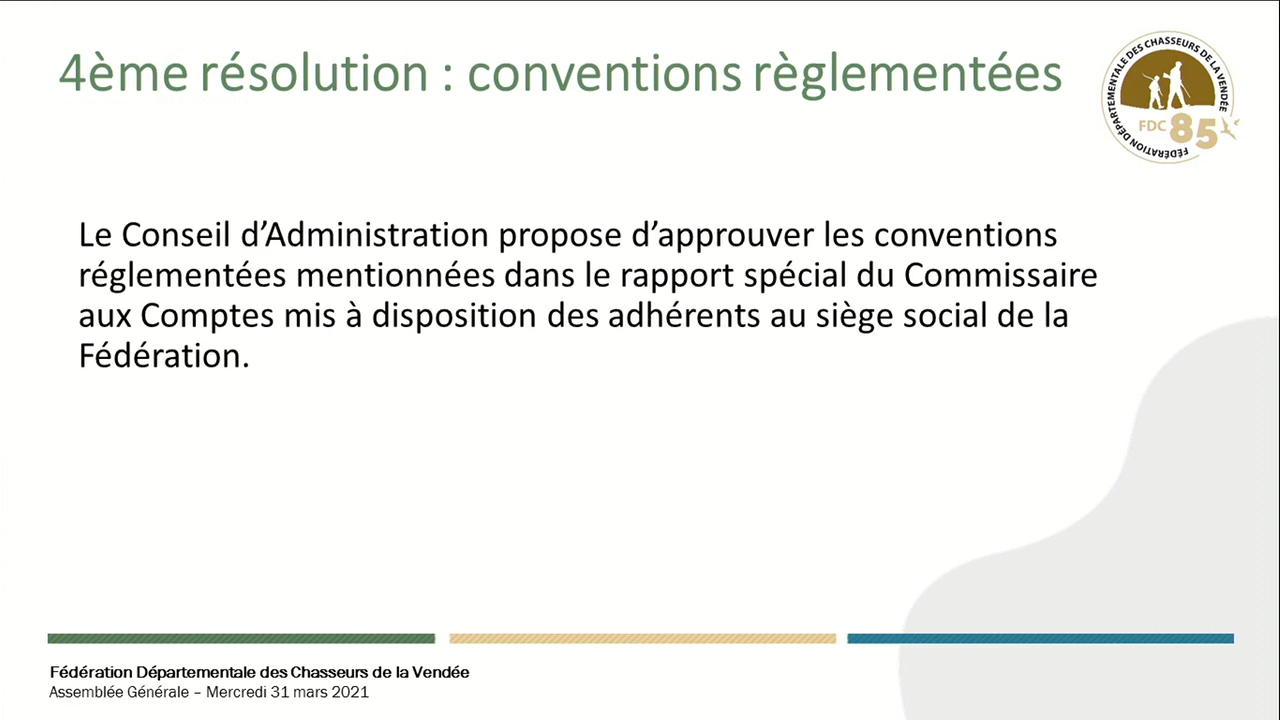 4ème résolution : conventions règlementées
FÉDÉRATION DÉPARTEMENTALE DES CHASSEURS DE LA VENDÉE
FDC 85
Le Conseil d’Administration propose d’approuver les conventions
réglementées mentionnées dans le rapport spécial du Commissaire
aux Comptes mis à disposition des adhérents au siège social de la
Fédération.
Fédération Départementale des Chasseurs de la Vendée
Assemblée Générale – Mercredi 31 mars 2021